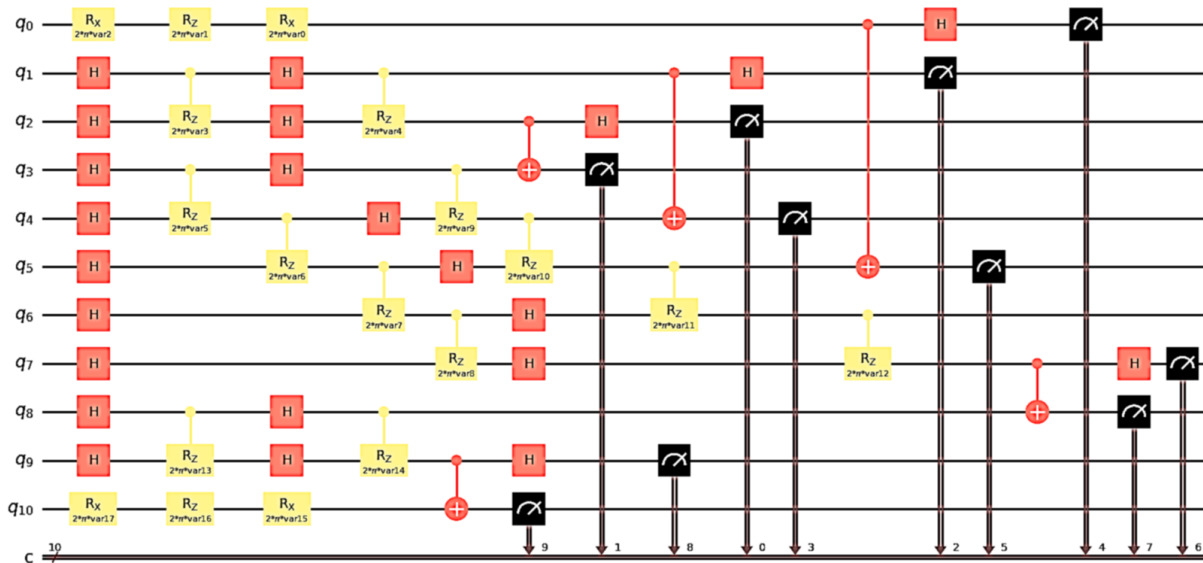 q0 RX 2*π*var2 RZ 2*π*var1 RX 2*π*var0 H
q1 H H H
q2 H RZ 2*π*var3 H RZ 2*π*var4 H
q3 H H
q4 H RZ 2*π*var5 H RZ 2*π*var9
q5 H RZ 2*π*var6 H RZ 2*π*var10
q6 H RZ 2*π*var7 H RZ 2*π*var11
q7 H RZ 2*π*var8 H RZ 2*π*var12 H
q8 H H
q9 H RZ 2*π*var13 H RZ 2*π*var14 H
q10 RX 2*π*var17 RZ 2*π*var16 RX 2*π*var15
c 10 9 1 8 0 3 2 5 4 7 6